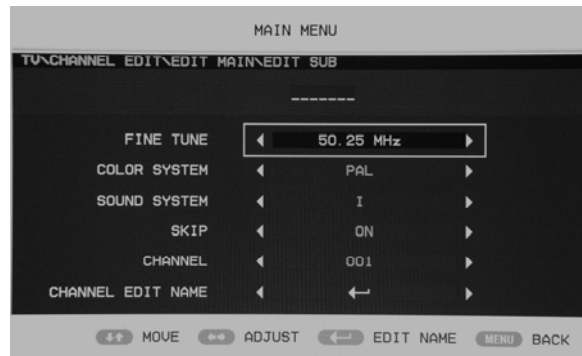 MAIN MENU
TV\CHANNEL EDIT\EDIT MAIN\EDIT SUB
-------
FINE TUNE 50.25 MHz
COLOR SYSTEM PAL
SOUND SYSTEM I
SKIP ON
CHANNEL 001
CHANNEL EDIT NAME
MOVE ADJUST EDIT NAME MENU BACK